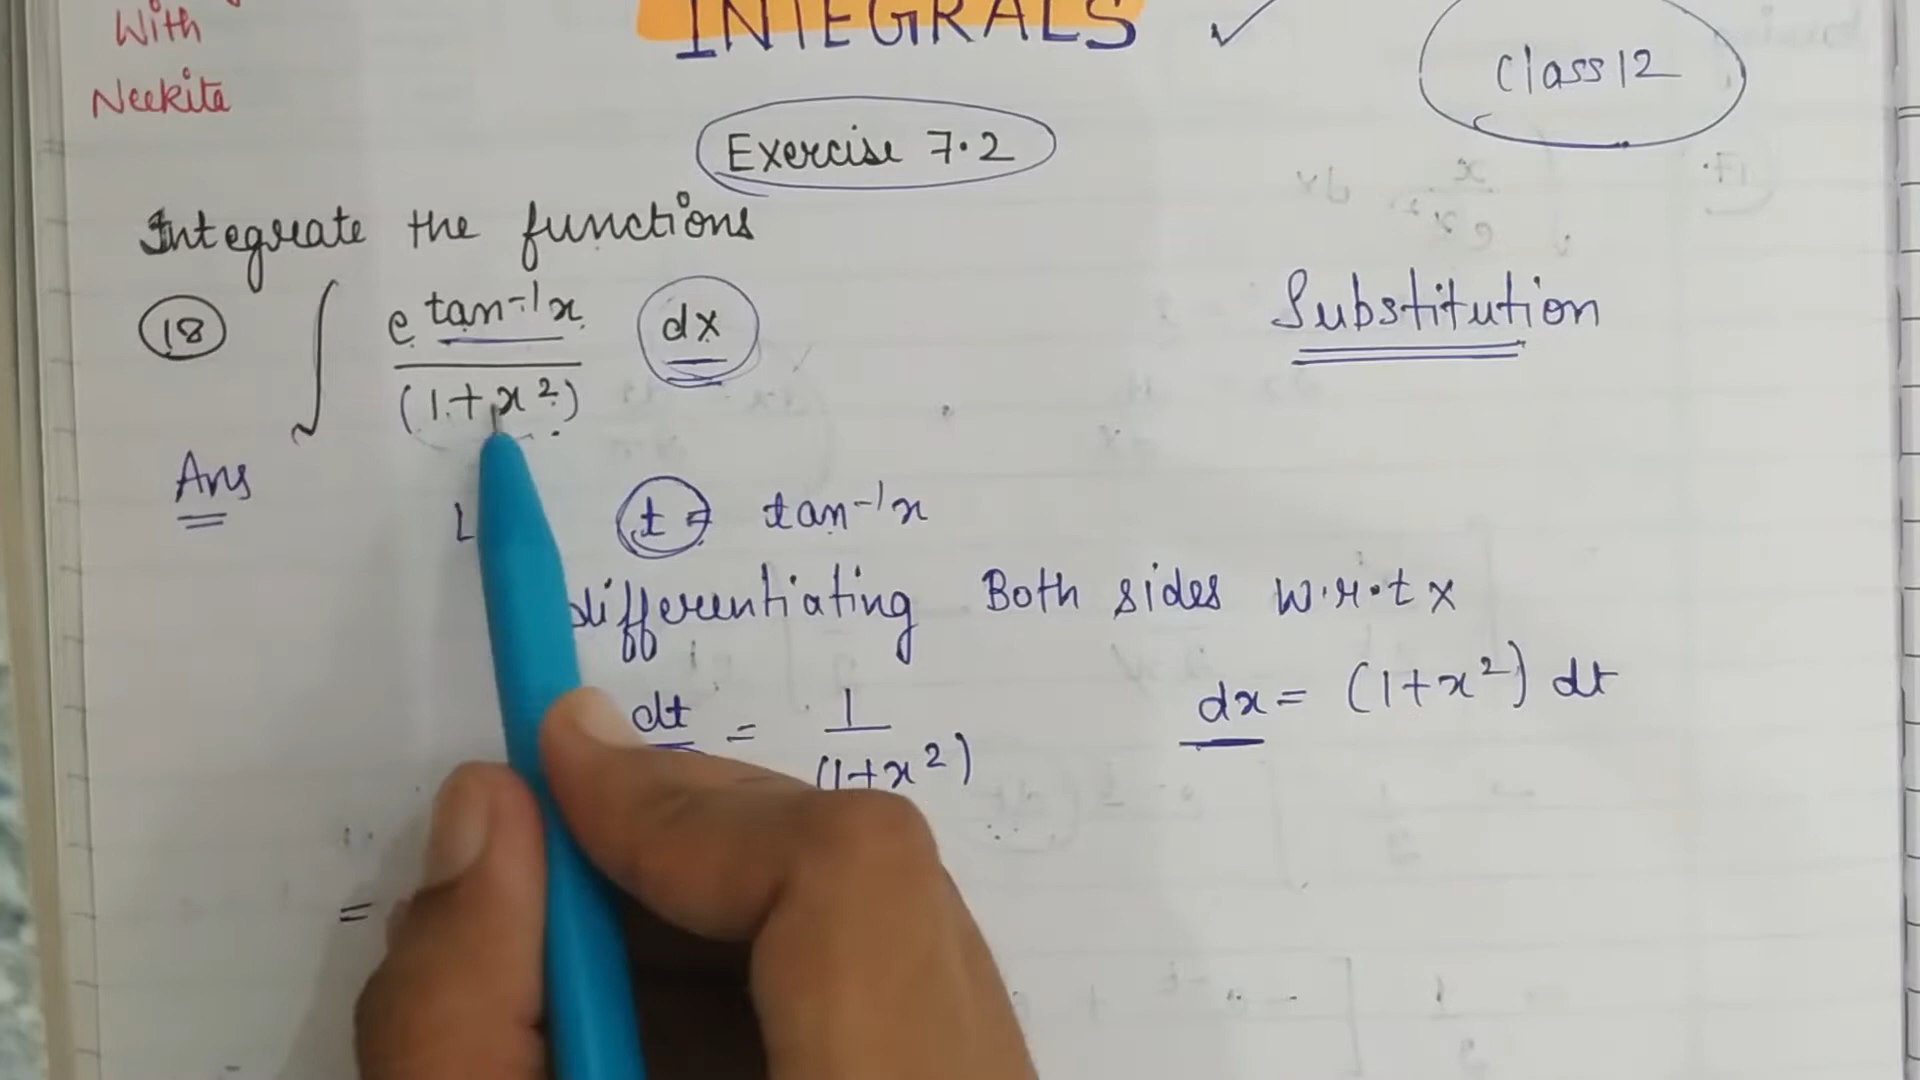 With
Neekita
INTEGRALS
Class 12
Exercise 7.2
Integrate the functions
(18) ∫ e^(tan⁻¹x) / (1+x²) dx
Substitution
Ans
t = tan⁻¹x
differentiating Both sides w.r.t x
dt = 1 / (1+x²)
dx = (1+x²) dt
=